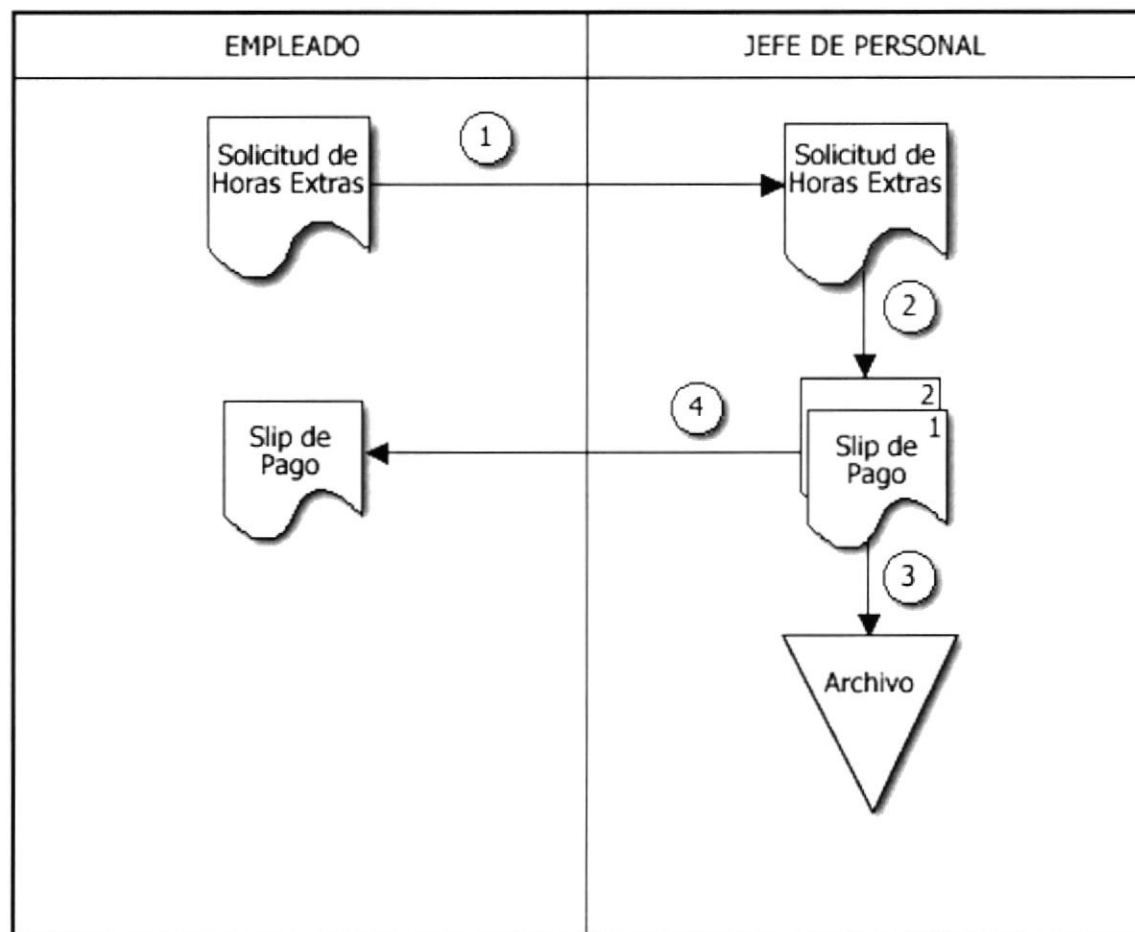 EMPLEADO
JEFE DE PERSONAL
Solicitud de
Horas Extras
1
Solicitud de
Horas Extras
2
Slip de
Pago
4
2
1
Slip de
Pago
3
Archivo